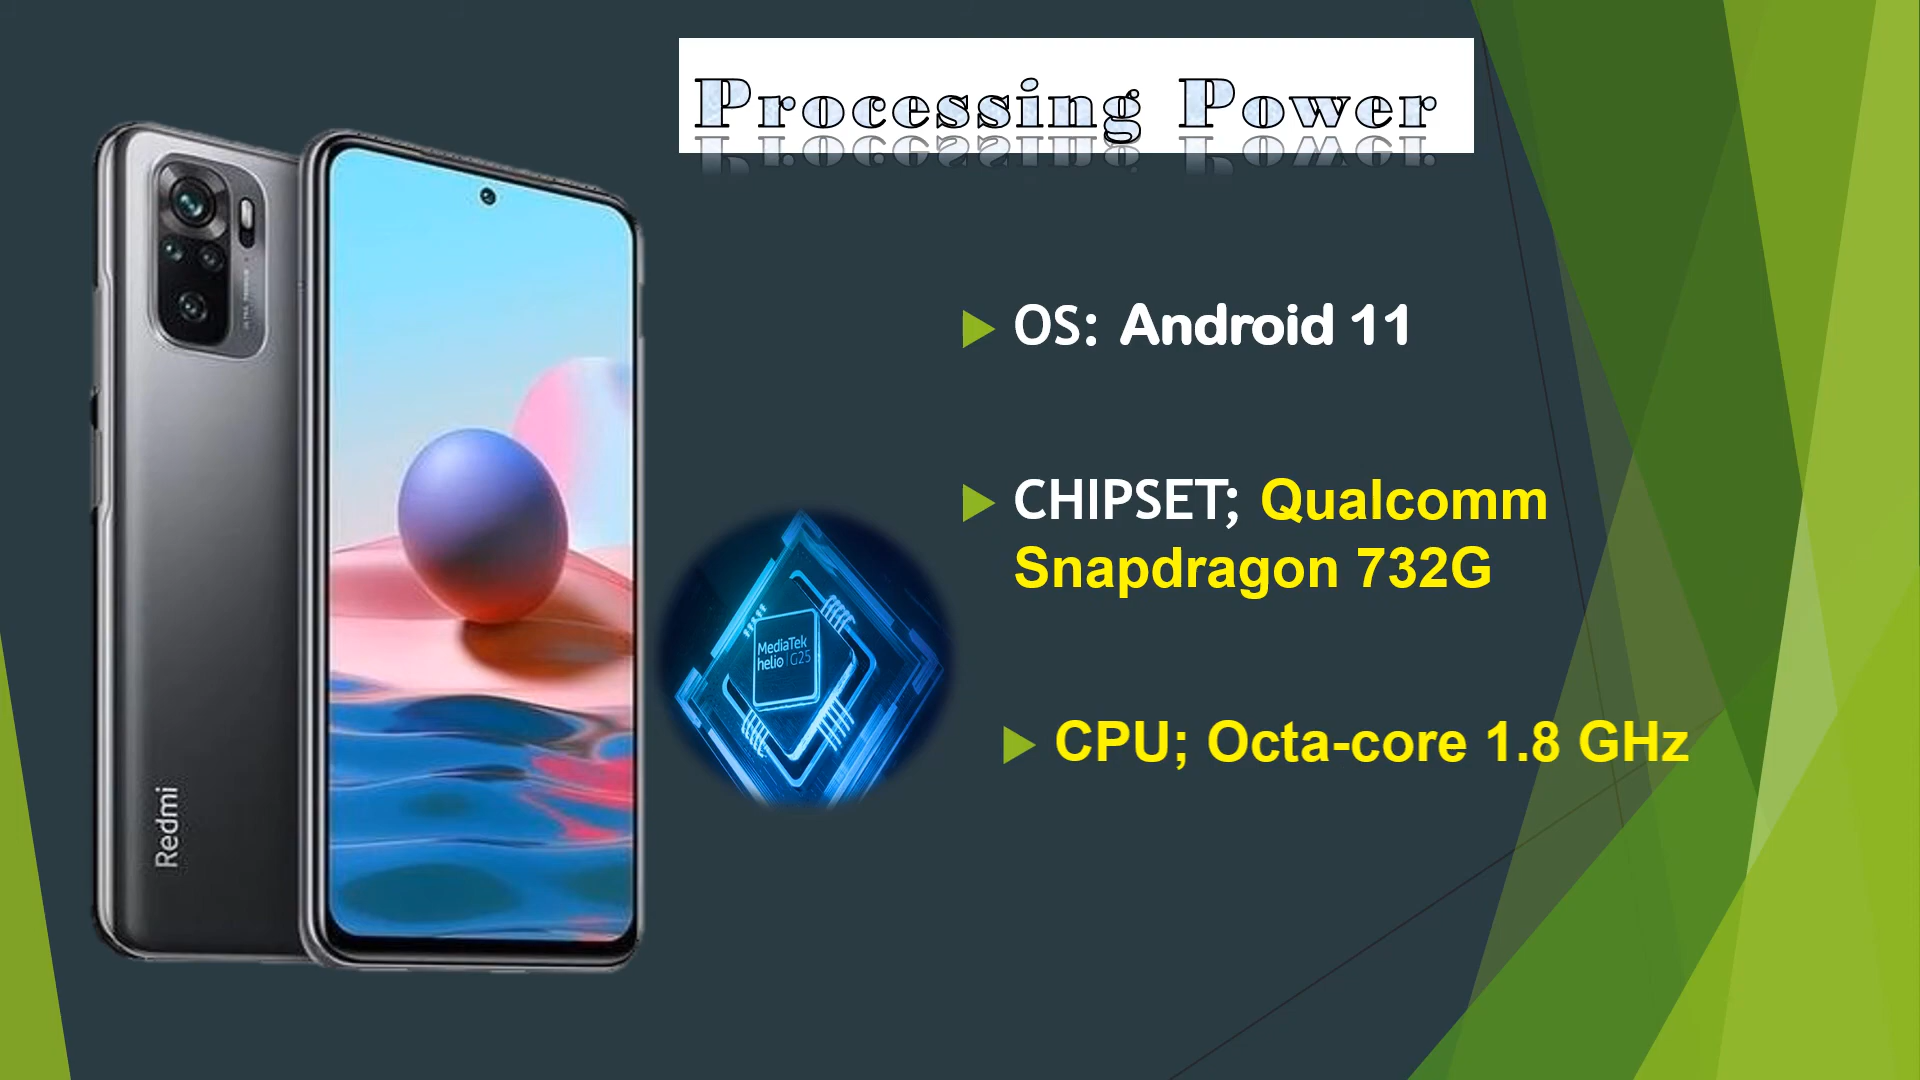 Processing Power
OS: Android 11
CHIPSET; Qualcomm
Snapdragon 732G
MediaTek
helio G25
CPU; Octa-core 1.8 GHz
Redmi